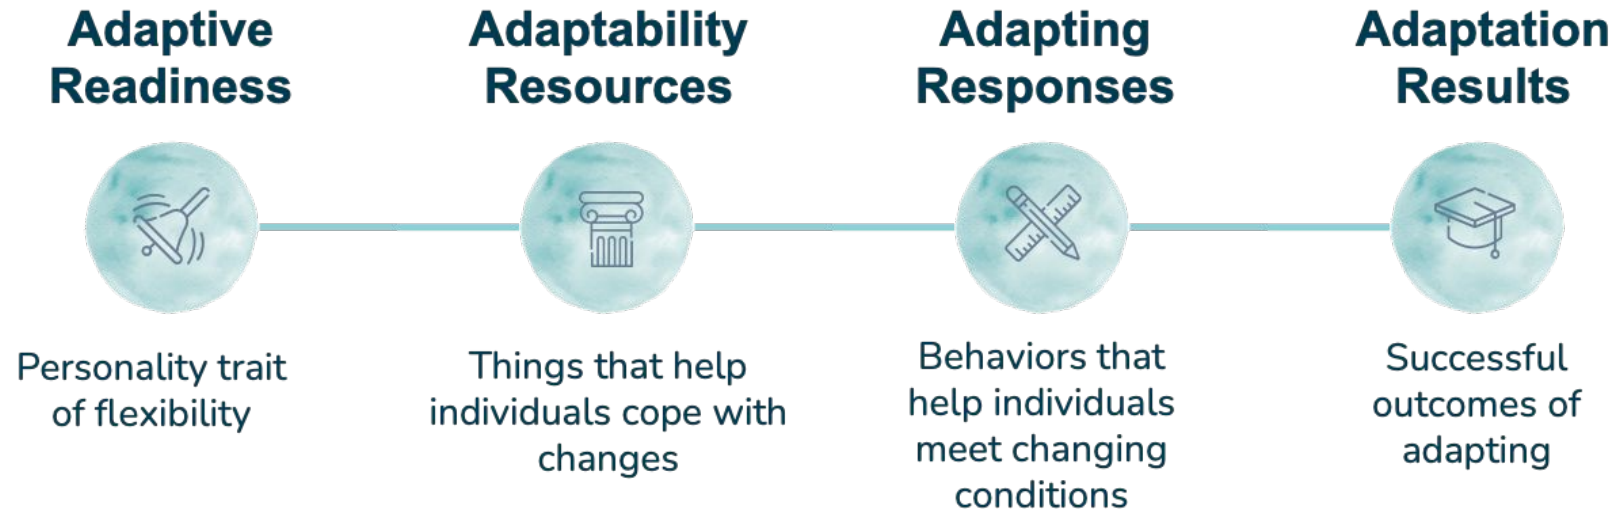 Adaptive
Readiness
Adaptability
Resources
Adapting
Responses
Adaptation
Results
Personality trait
of flexibility
Things that help
individuals cope with
changes
Behaviors that
help individuals
meet changing
conditions
Successful
outcomes of
adapting